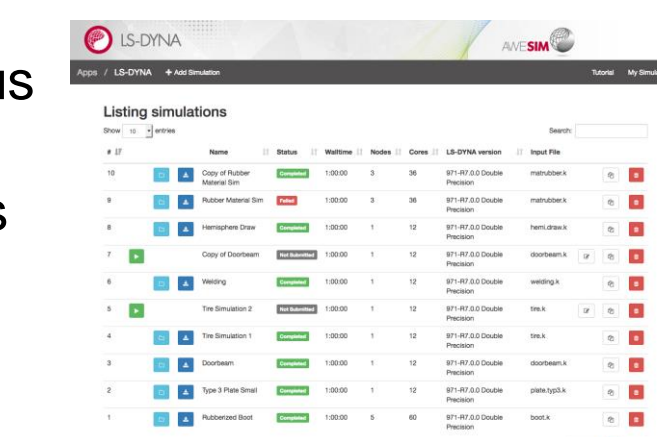 us
s
LS-DYNA
AWESIM
Apps / LS-DYNA + Add Simulation Tutorial My Simula
Listing simulations
Show 10 entries Search:
# Name Status Walltime Nodes Cores LS-DYNA version Input File
10 Copy of Rubber Material Sim Completed 1:00:00 3 36 971-R7.0.0 Double Precision matrubber.k
9 Rubber Material Sim Failed 1:00:00 3 36 971-R7.0.0 Double Precision matrubber.k
8 Hemisphere Draw Completed 1:00:00 1 12 971-R7.0.0 Double Precision hemi.draw.k
7 Copy of Doorbeam Not Submitted 1:00:00 1 12 971-R7.0.0 Double Precision doorbeam.k
6 Welding Completed 1:00:00 1 12 971-R7.0.0 Double Precision welding.k
5 Tire Simulation 2 Not Submitted 1:00:00 1 12 971-R7.0.0 Double Precision tire.k
4 Tire Simulation 1 Completed 1:00:00 1 12 971-R7.0.0 Double Precision tire.k
3 Doorbeam Completed 1:00:00 1 12 971-R7.0.0 Double Precision doorbeam.k
2 Type 3 Plate Small Completed 1:00:00 1 12 971-R7.0.0 Double Precision plate.typ3.k
1 Rubberized Boot Completed 1:00:00 5 60 971-R7.0.0 Double Precision boot.k